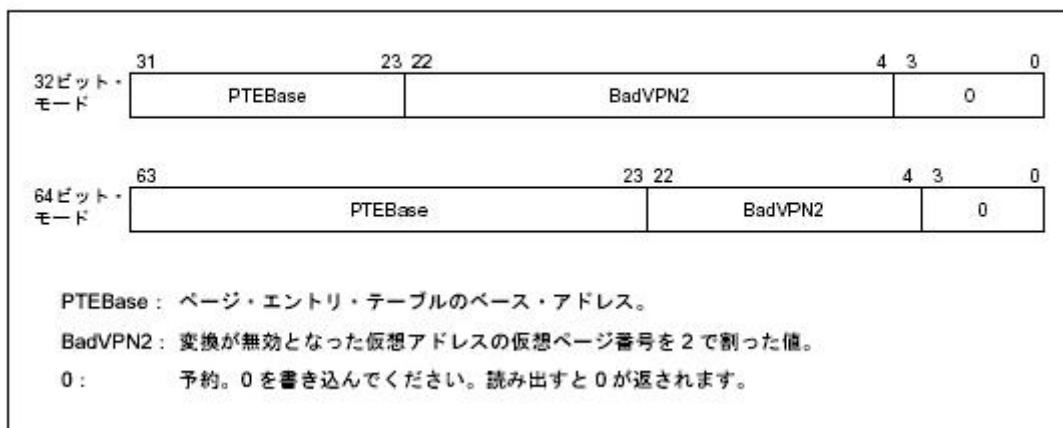 31 23 22 4 3 0
32ビット・
モード
PTEBase BadVPN2 0
63 23 22 4 3 0
64ビット・
モード
PTEBase BadVPN2 0
PTEBase： ページ・エントリ・テーブルのベース・アドレス。
BadVPN2： 変換が無効となった仮想アドレスの仮想ページ番号を2で割った値。
0： 予約。0を書き込んでください。読み出すと0が返されます。